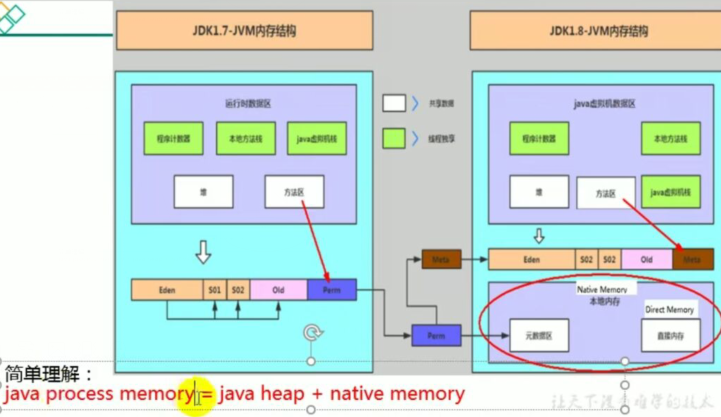 JDK1.7-JVM内存结构
运行时数据区
程序计数器
本地方法栈
java虚拟机栈
堆
方法区
Eden
S01
S02
Old
Perm
共享数据
线程独享
JDK1.8-JVM内存结构
java虚拟机数据区
程序计数器
本地方法栈
堆
方法区
java虚拟机栈
Meta
Eden
S02
S02
Old
Meta
Native Memory
本地内存
Direct Memory
Perm
元数据区
直接内存
简单理解：
java process memory = java heap + native memory
让天下没有难学的技术